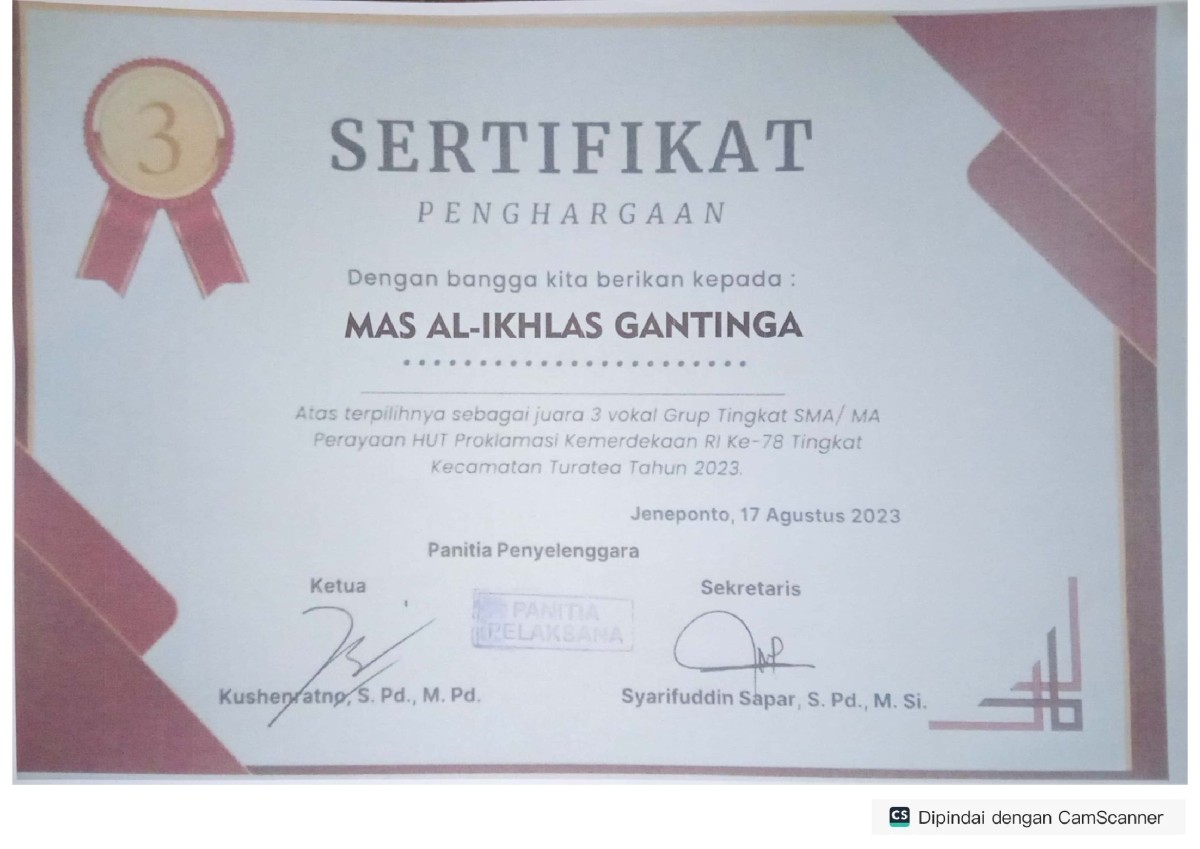 3
SERTIFIKAT
PENGHARGAAN
Dengan bangga kita berikan kepada :
MAS AL-IKHLAS GANTINGA
Atas terpilihnya sebagai juara 3 vokal Grup Tingkat SMA/ MA
Perayaan HUT Proklamasi Kemerdekaan RI Ke-78 Tingkat
Kecamatan Turatea Tahun 2023.
Jeneponto, 17 Agustus 2023
Panitia Penyelenggara
Ketua
Sekretaris
PANITIA
PELAKSANA
Kushenratno, S. Pd., M. Pd.
Syarifuddin Sapar, S. Pd., M. Si.
CS Dipindai dengan CamScanner